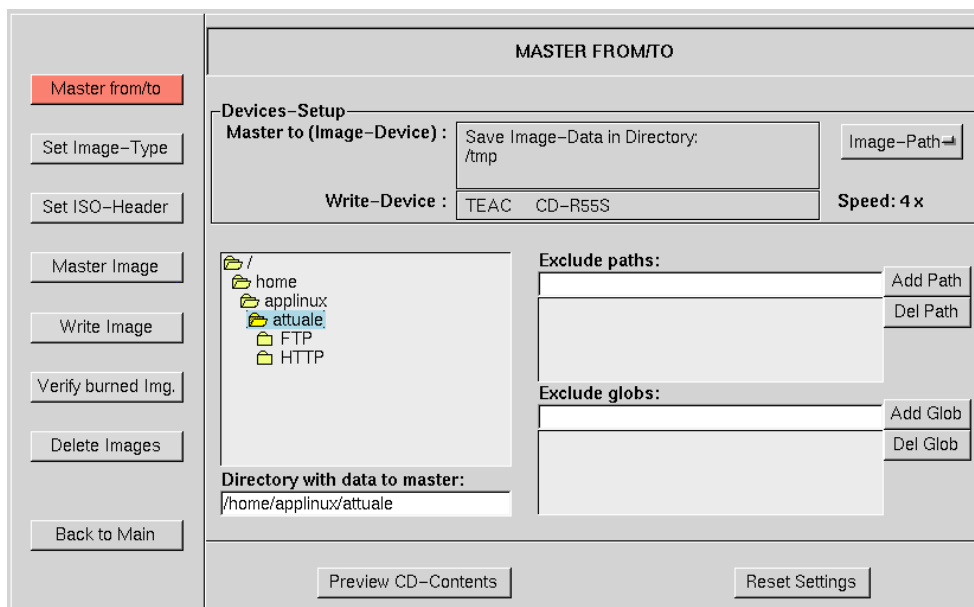 MASTER FROM/TO
Master from/to
Set Image-Type
Set ISO-Header
Master Image
Write Image
Verify burned Img.
Delete Images
Back to Main
Devices-Setup
Master to (Image-Device) :
Save Image-Data in Directory:
/tmp
Image-Path
Write-Device :
TEAC CD-R55S
Speed: 4 x
/
home
applinux
attuale
FTP
HTTP
Directory with data to master:
/home/applinux/attuale
Exclude paths:
Add Path
Del Path
Exclude globs:
Add Glob
Del Glob
Preview CD-Contents
Reset Settings